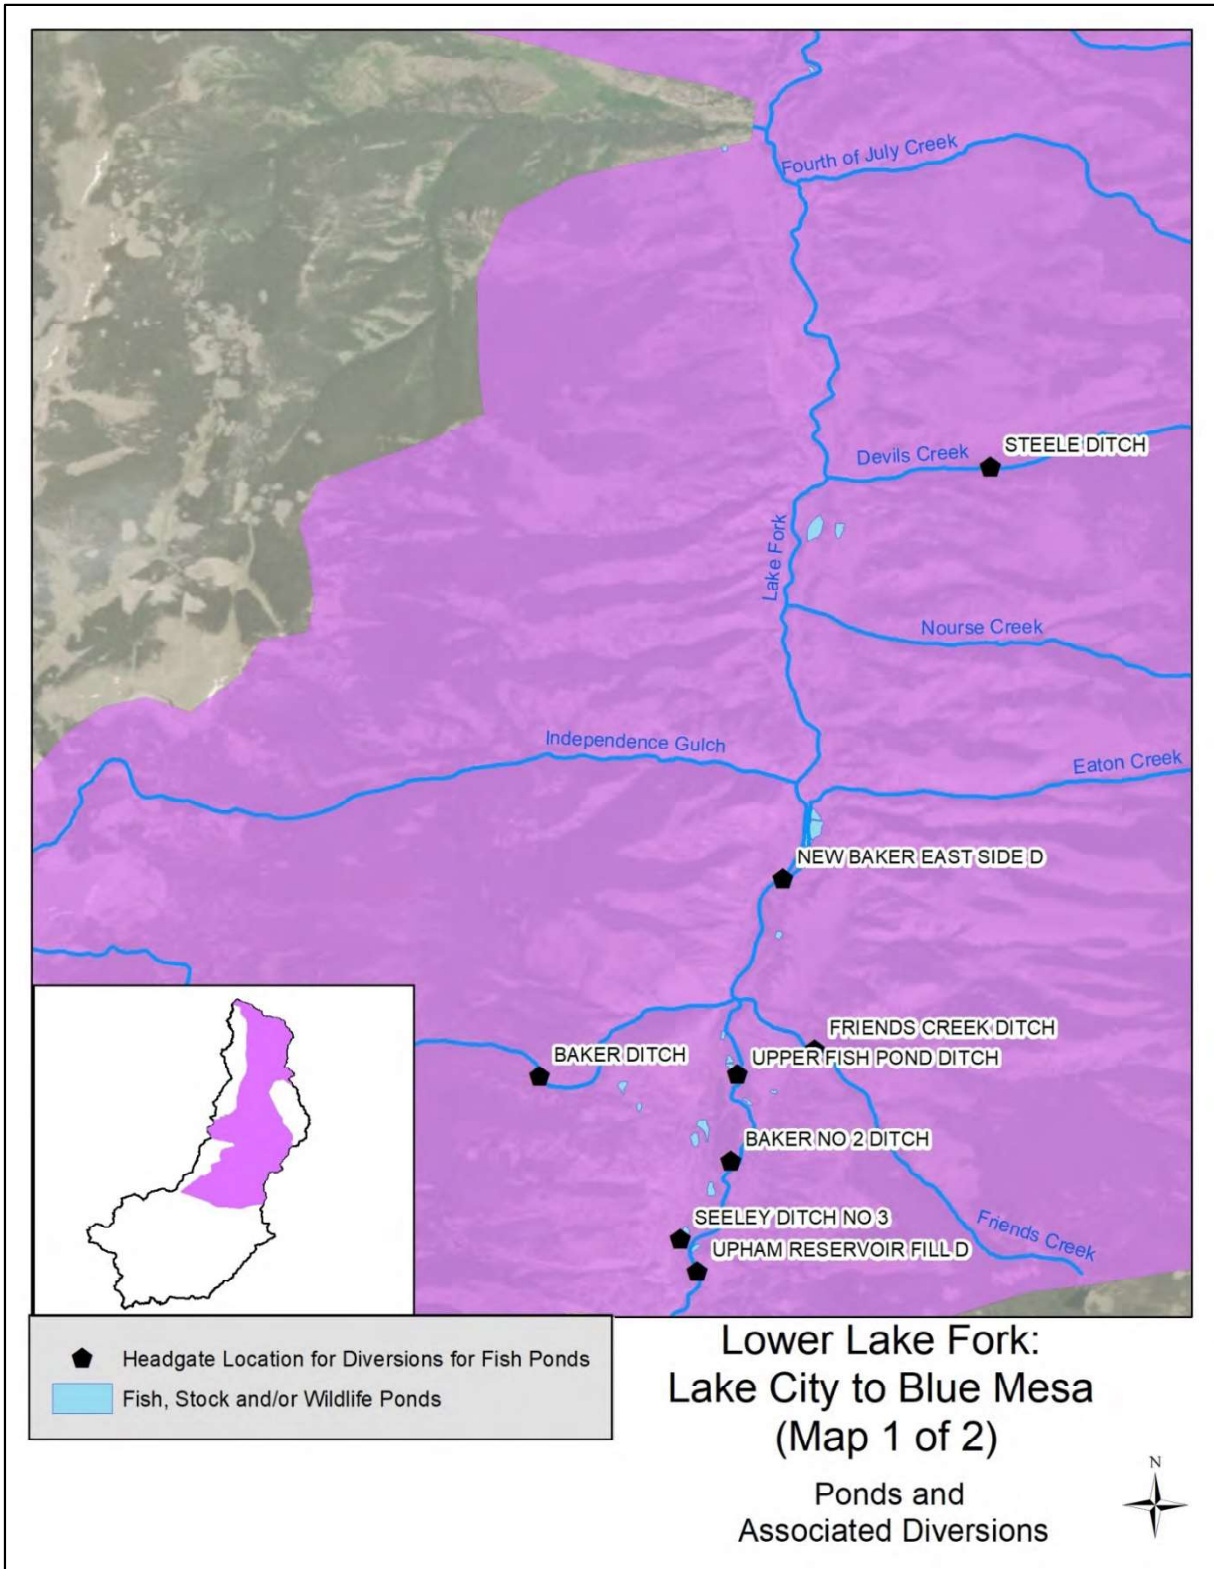 Fourth of July Creek
STEELE DITCH
Devils Creek
Lake Fork
Nourse Creek
Independence Gulch
Eaton Creek
NEW BAKER EAST SIDE D
FRIENDS CREEK DITCH
BAKER DITCH
UPPER FISH POND DITCH
BAKER NO 2 DITCH
SEELEY DITCH NO 3
Friends Creek
UPHAM RESERVOIR FILL D
Headgate Location for Diversions for Fish Ponds
Fish, Stock and/or Wildlife Ponds
Lower Lake Fork:
Lake City to Blue Mesa
(Map 1 of 2)
Ponds and
Associated Diversions
N